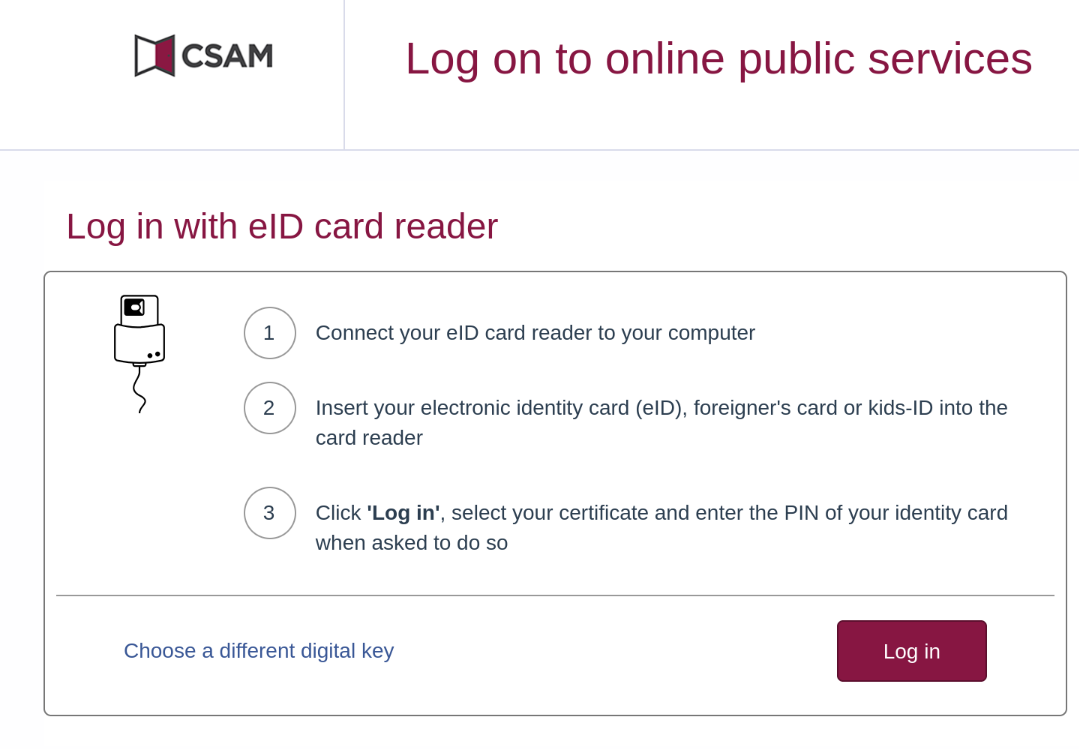 CSAM
Log on to online public services
Log in with eID card reader
1
Connect your eID card reader to your computer
2
Insert your electronic identity card (eID), foreigner's card or kids-ID into the
card reader
3
Click 'Log in', select your certificate and enter the PIN of your identity card
when asked to do so
Choose a different digital key
Log in